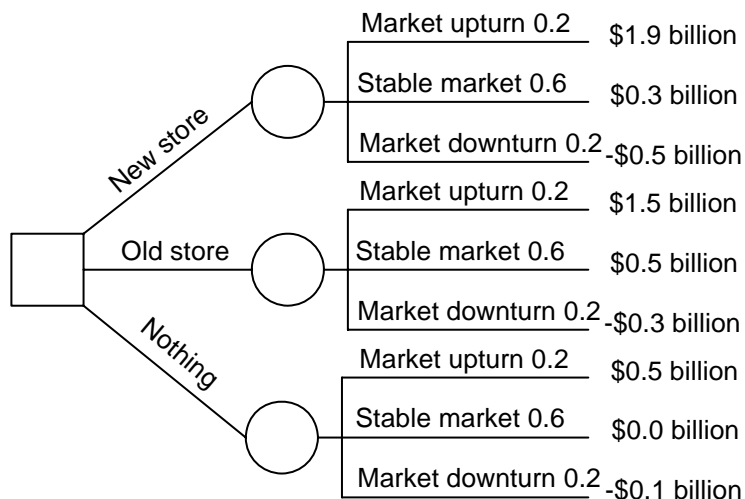 Market upturn 0.2 $1.9 billion
Stable market 0.6 $0.3 billion
Market downturn 0.2 -$0.5 billion
New store
Market upturn 0.2 $1.5 billion
Old store
Stable market 0.6 $0.5 billion
Market downturn 0.2 -$0.3 billion
Nothing
Market upturn 0.2 $0.5 billion
Stable market 0.6 $0.0 billion
Market downturn 0.2 -$0.1 billion